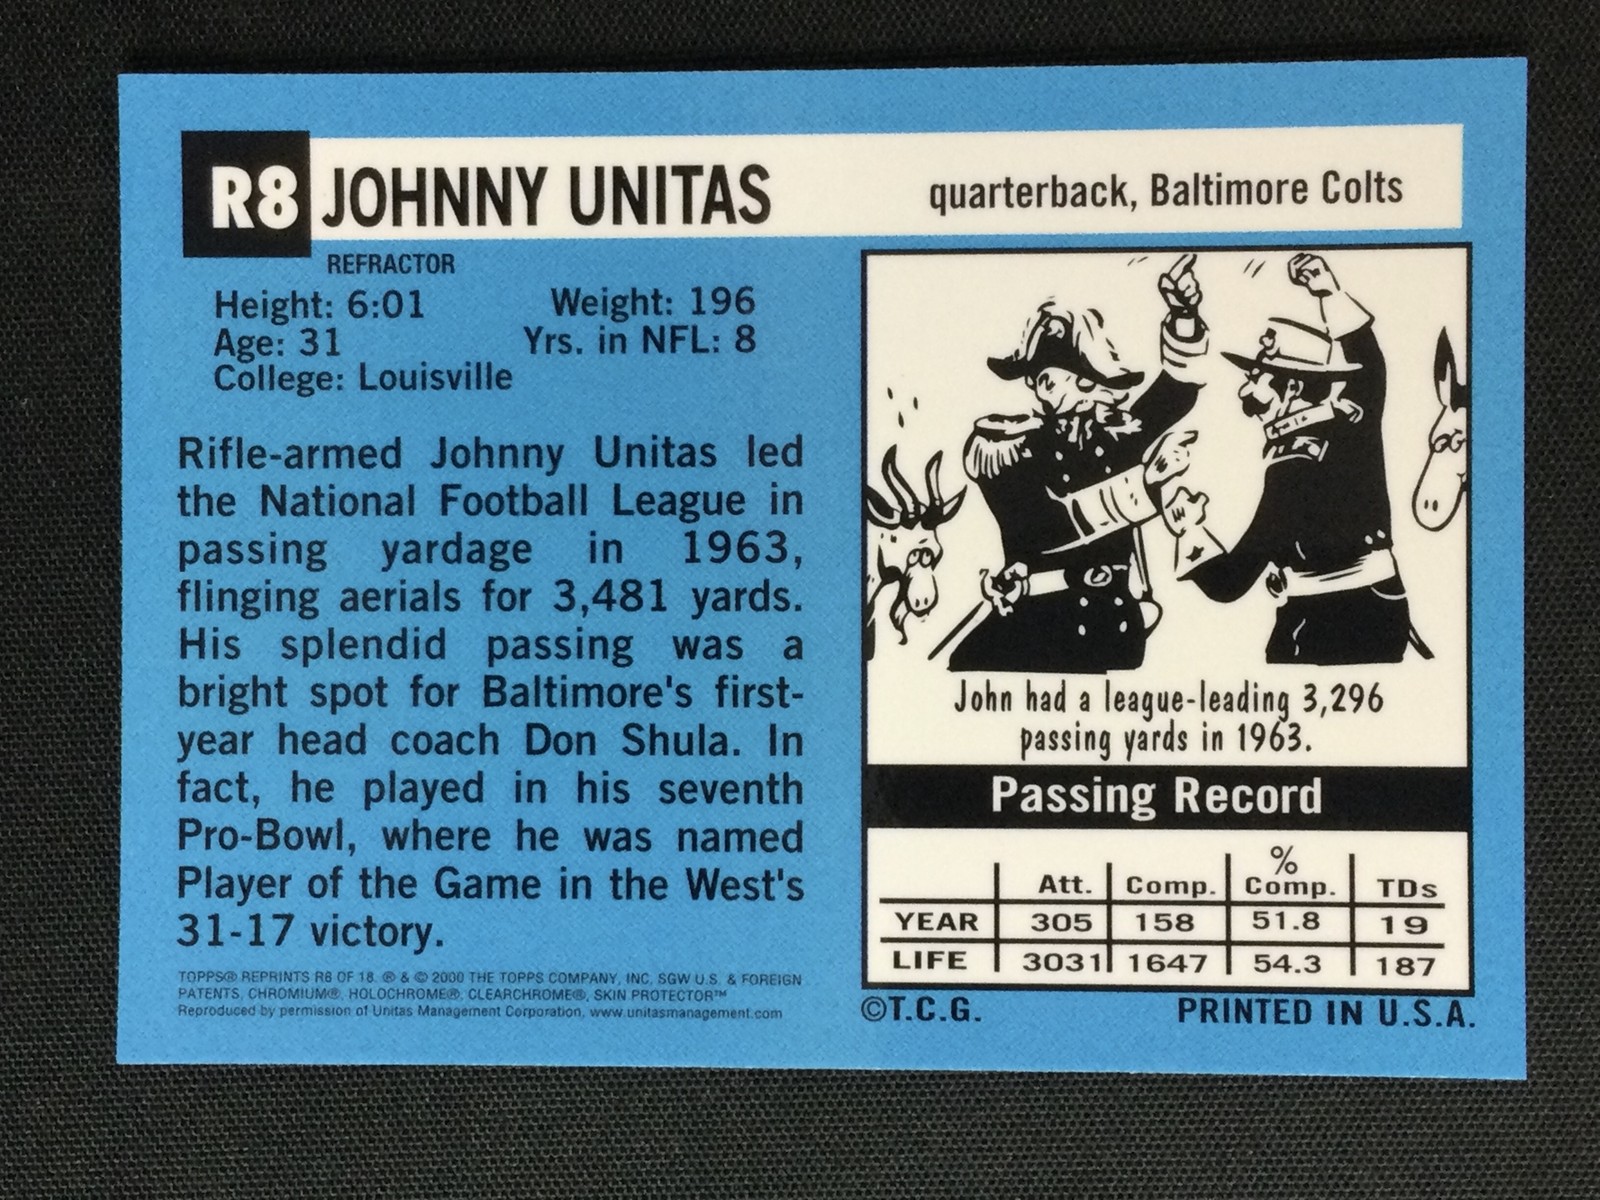 R8 JOHNNY UNITAS quarterback, Baltimore Colts
REFRACTOR
Height: 6:01 Weight: 196
Age: 31 Yrs. in NFL: 8
College: Louisville
Rifle-armed Johnny Unitas led
the National Football League in
passing yardage in 1963,
flinging aerials for 3,481 yards.
His splendid passing was a
bright spot for Baltimore's first-
year head coach Don Shula. In
fact, he played in his seventh
Pro-Bowl, where he was named
Player of the Game in the West's
31-17 victory.
TOPPS® REPRINTS R8 OF 18. ® & © 2000 THE TOPPS COMPANY, INC. SGW U.S. & FOREIGN
PATENTS, CHROMIUM®, HOLOCHROME®, CLEARCHROME®, SKIN PROTECTOR™
Reproduced by permission of Unitas Management Corporation, www.unitasmanagement.com
John had a league-leading 3,296
passing yards in 1963.
Passing Record
Att. Comp. % Comp. TDs
YEAR 305 158 51.8 19
LIFE 3031 1647 54.3 187
©T.C.G. PRINTED IN U.S.A.